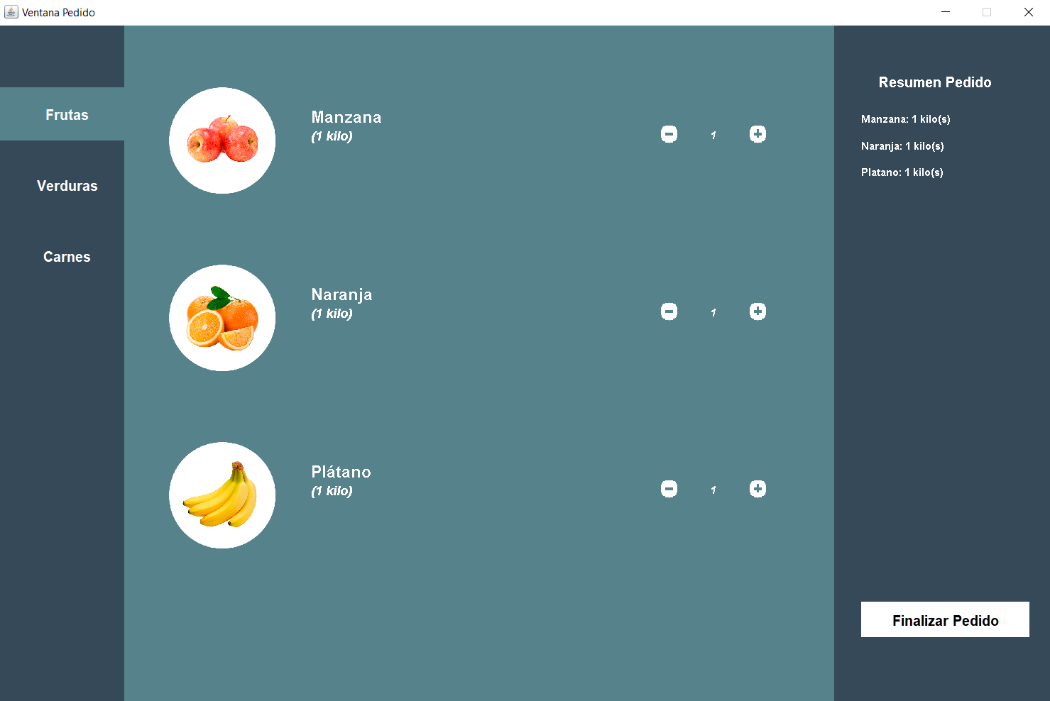 Ventana Pedido
Frutas
Verduras
Carnes
Manzana
(1 kilo)
1
Naranja
(1 kilo)
1
Plátano
(1 kilo)
1
Resumen Pedido
Manzana: 1 kilo(s)
Naranja: 1 kilo(s)
Platano: 1 kilo(s)
Finalizar Pedido